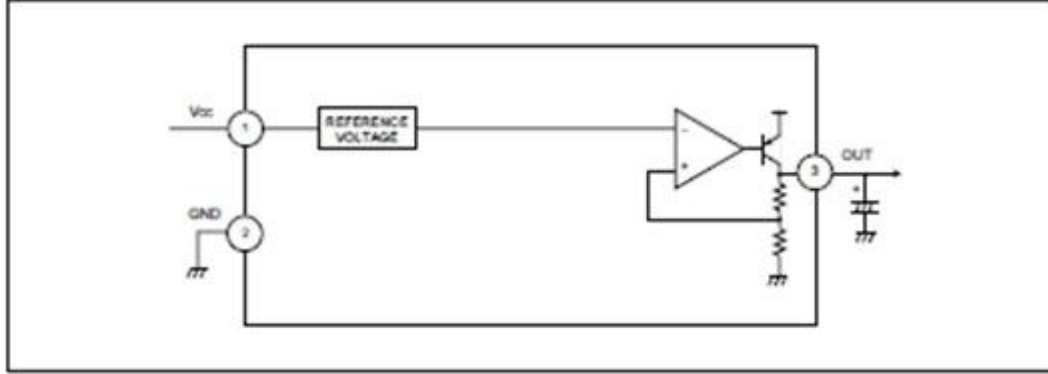 Vcc
1
REFERENCE
VOLTAGE
-
+
3
OUT
+
GND
2